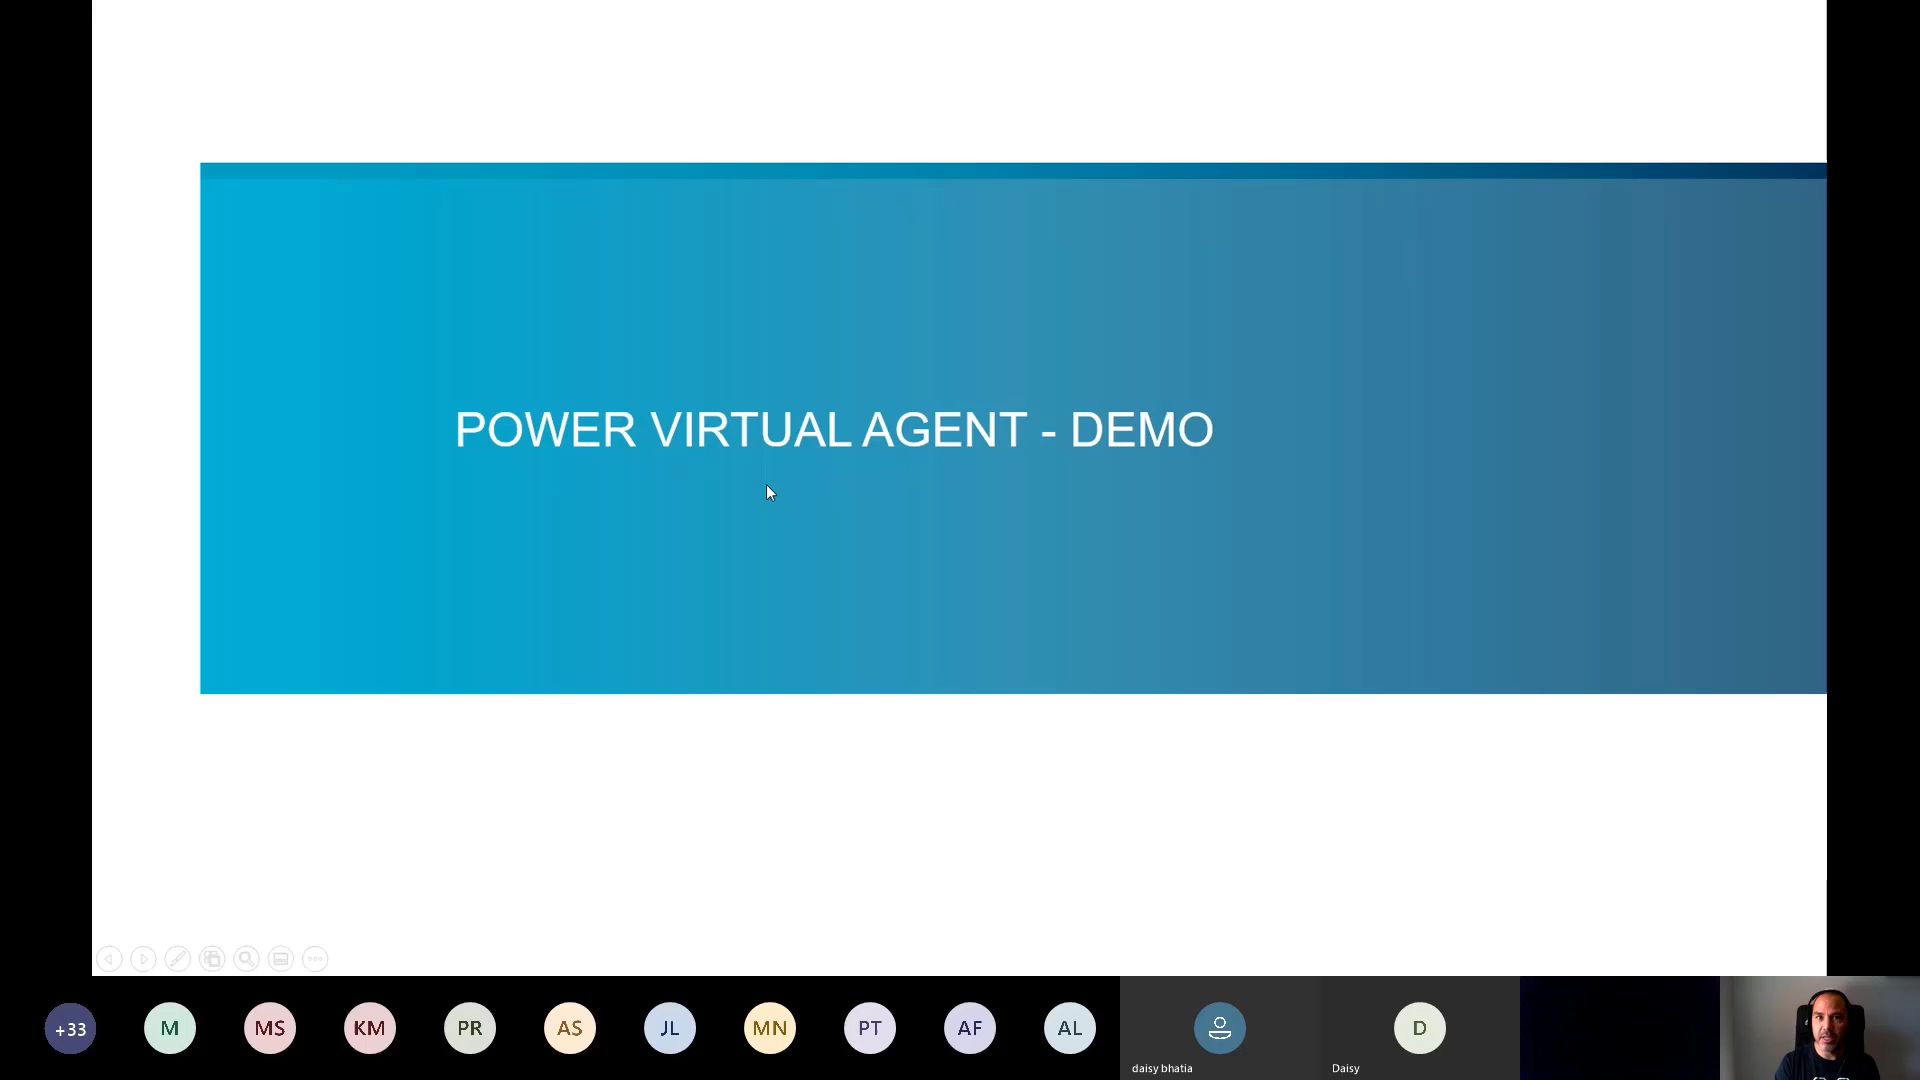 POWER VIRTUAL AGENT - DEMO
+33
M
MS
KM
PR
AS
JL
MN
PT
AF
AL
daisy bhatia
D
Daisy